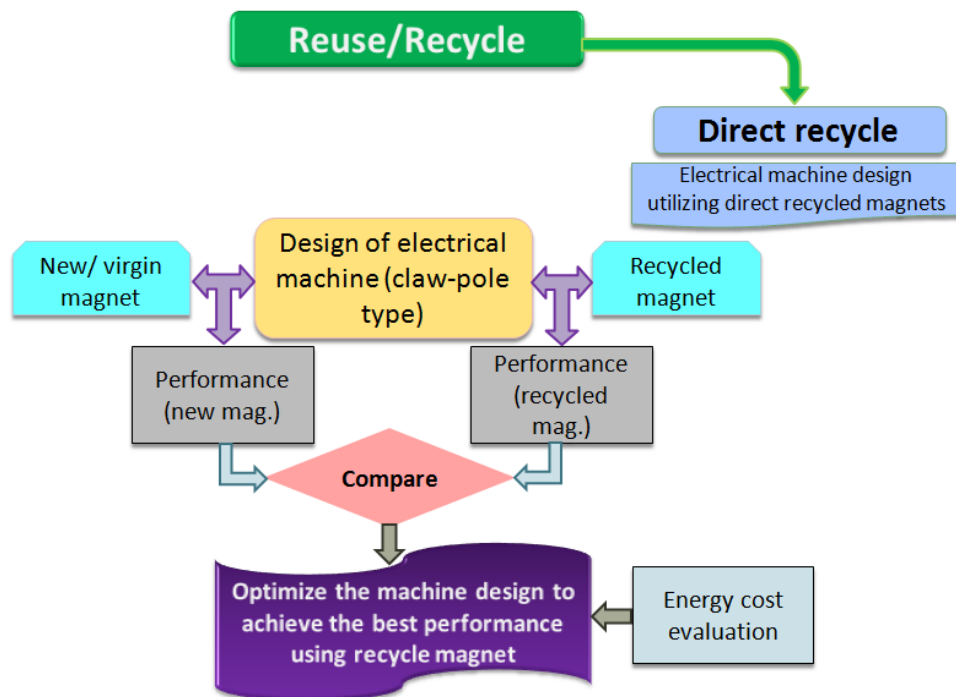 Reuse/Recycle
Direct recycle
Electrical machine design
utilizing direct recycled magnets
New/ virgin
magnet
Design of electrical
machine (claw-pole
type)
Recycled
magnet
Performance
(new mag.)
Performance
(recycled
mag.)
Compare
Optimize the machine design to
achieve the best performance
using recycle magnet
Energy cost
evaluation